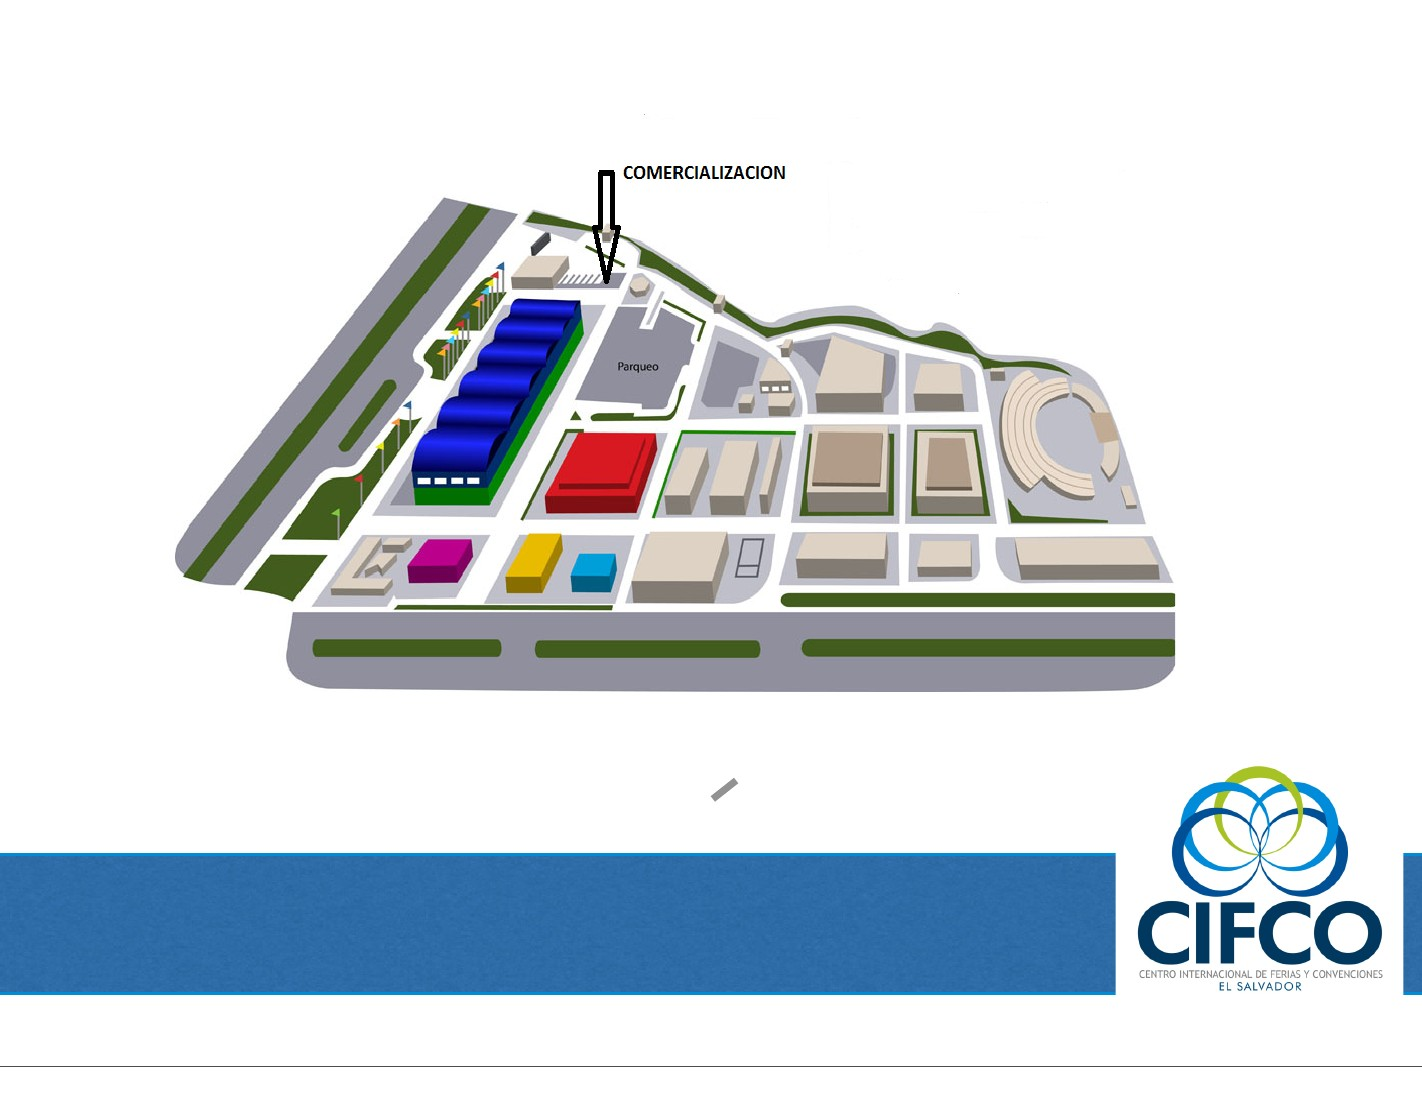 COMERCIALIZACION
Parqueo
CIFCO
CENTRO INTERNACIONAL DE FERIAS Y CONVENCIONES
EL SALVADOR